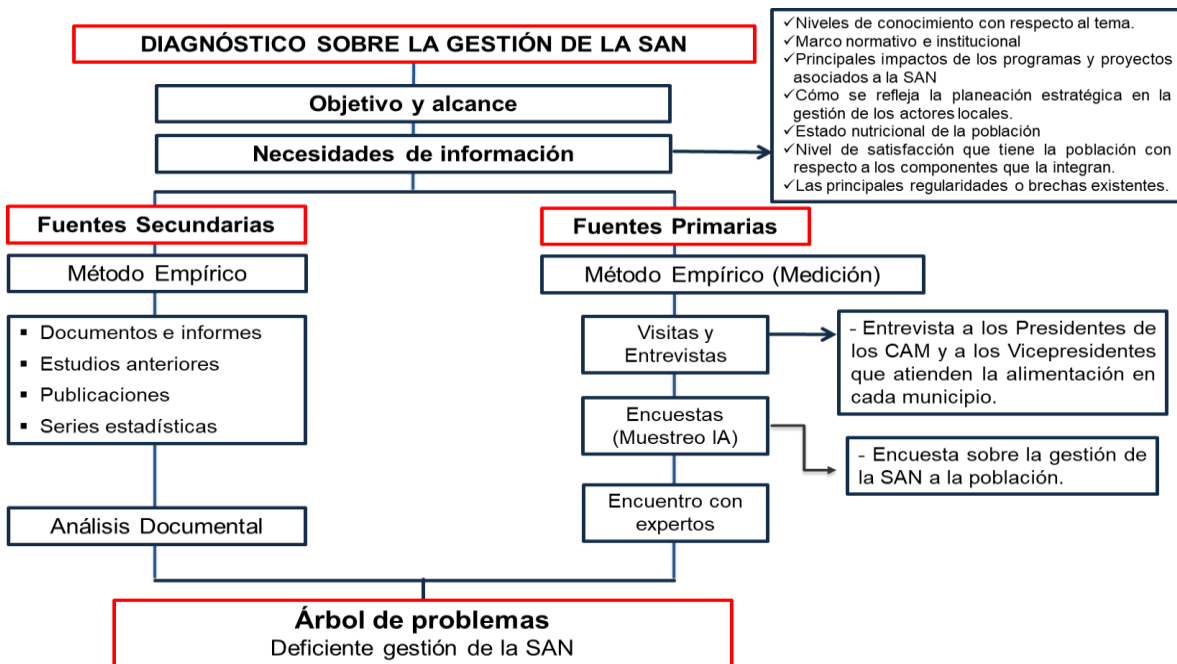 DIAGNÓSTICO SOBRE LA GESTIÓN DE LA SAN
Objetivo y alcance
Necesidades de información
✓Niveles de conocimiento con respecto al tema.
✓Marco normativo e institucional
✓Principales impactos de los programas y proyectos
asociados a la SAN
✓Cómo se refleja la planeación estratégica en la
gestión de los actores locales.
✓Estado nutricional de la población
✓Nivel de satisfacción que tiene la población con
respecto a los componentes que la integran.
✓Las principales regularidades o brechas existentes.
Fuentes Secundarias
Método Empírico
▪ Documentos e informes
▪ Estudios anteriores
▪ Publicaciones
▪ Series estadísticas
Análisis Documental
Fuentes Primarias
Método Empírico (Medición)
Visitas y
Entrevistas
- Entrevista a los Presidentes de
los CAM y a los Vicepresidentes
que atienden la alimentación en
cada municipio.
Encuestas
(Muestreo IA)
- Encuesta sobre la gestión de
la SAN a la población.
Encuentro con
expertos
Árbol de problemas
Deficiente gestión de la SAN